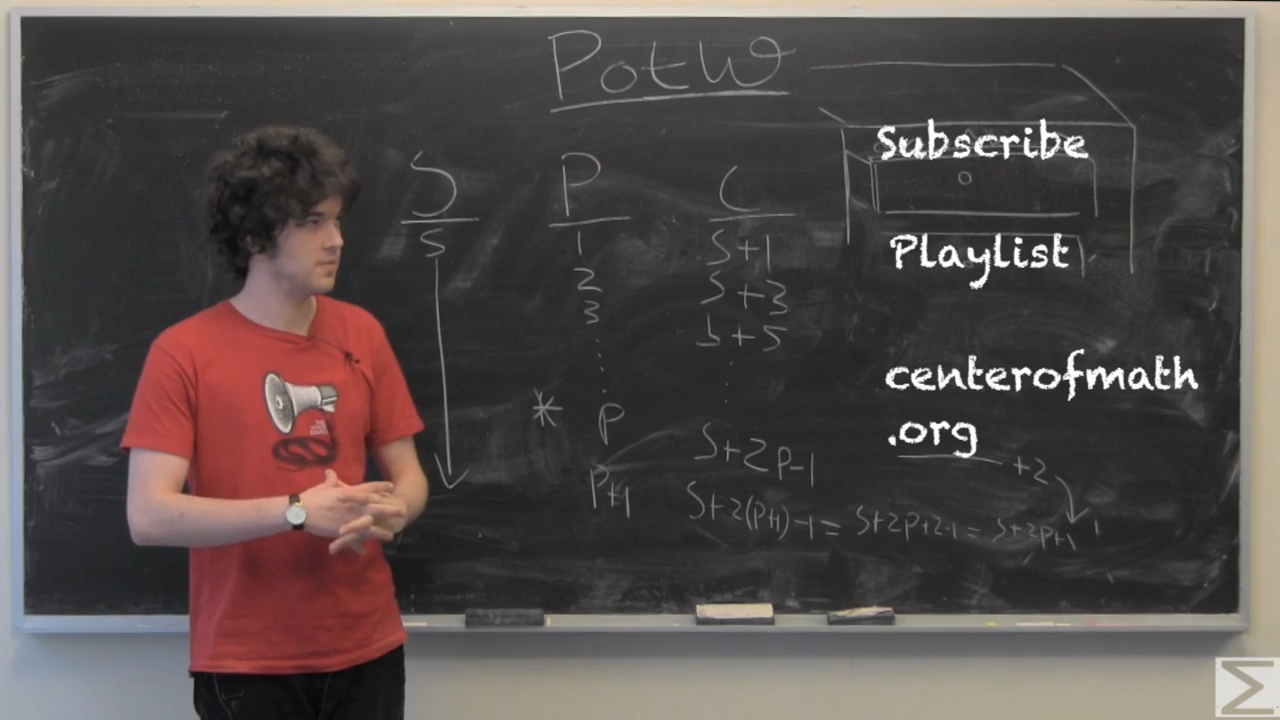 PotW
S P C
S 1 S+1
2 S+3
3 S+5
* P S+2p-1
P+1 S+2(p+1)-1 = S+2p+2-1 = S+2p+1
+2
Subscribe
Playlist
centerofmath
.org
Σ